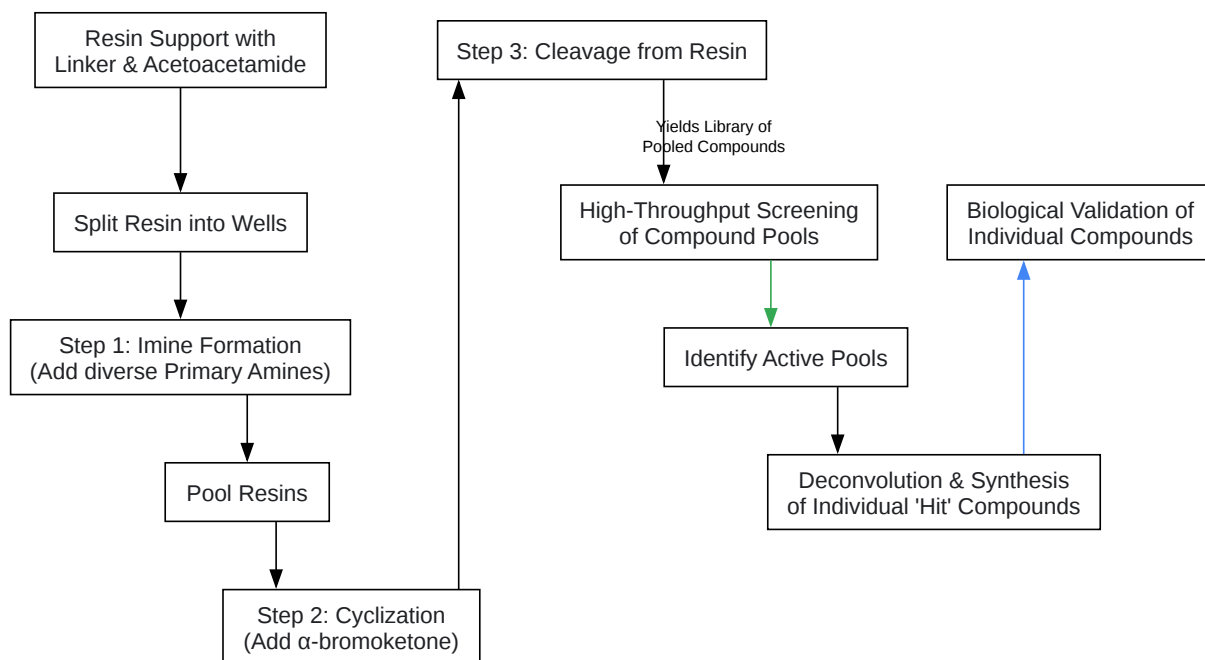 Resin Support with
Linker & Acetoacetamide
Split Resin into Wells
Step 1: Imine Formation
(Add diverse Primary Amines)
Pool Resins
Step 2: Cyclization
(Add α-bromoketone)
Step 3: Cleavage from Resin
Yields Library of
Pooled Compounds
High-Throughput Screening
of Compound Pools
Identify Active Pools
Deconvolution & Synthesis
of Individual 'Hit' Compounds
Biological Validation of
Individual Compounds